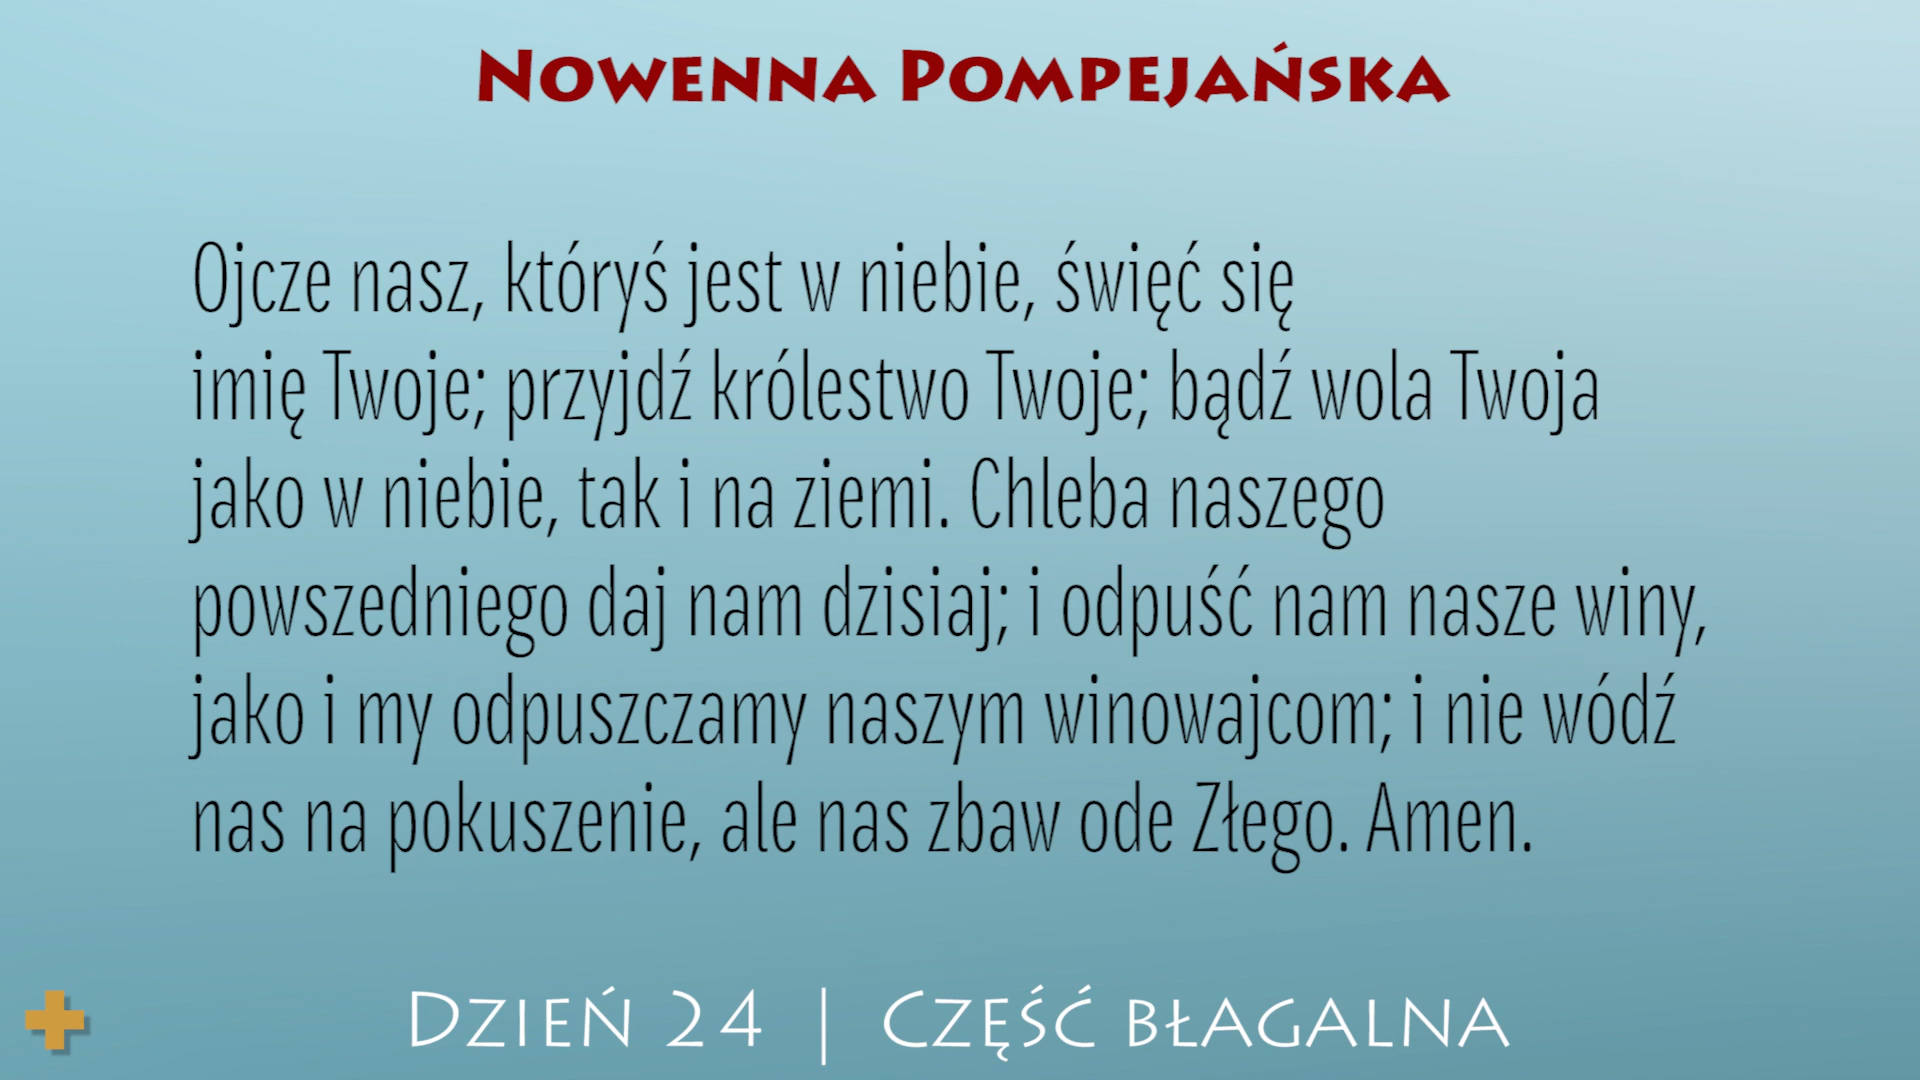 Nowenna Pompejańska
Ojcze nasz, któryś jest w niebie, święć się
imię Twoje; przyjdź królestwo Twoje; bądź wola Twoja
jako w niebie, tak i na ziemi. Chleba naszego
powszedniego daj nam dzisiaj; i odpuść nam nasze winy,
jako i my odpuszczamy naszym winowajcom; i nie wódź
nas na pokuszenie, ale nas zbaw ode Złego. Amen.
Dzień 24 | Część błagalna